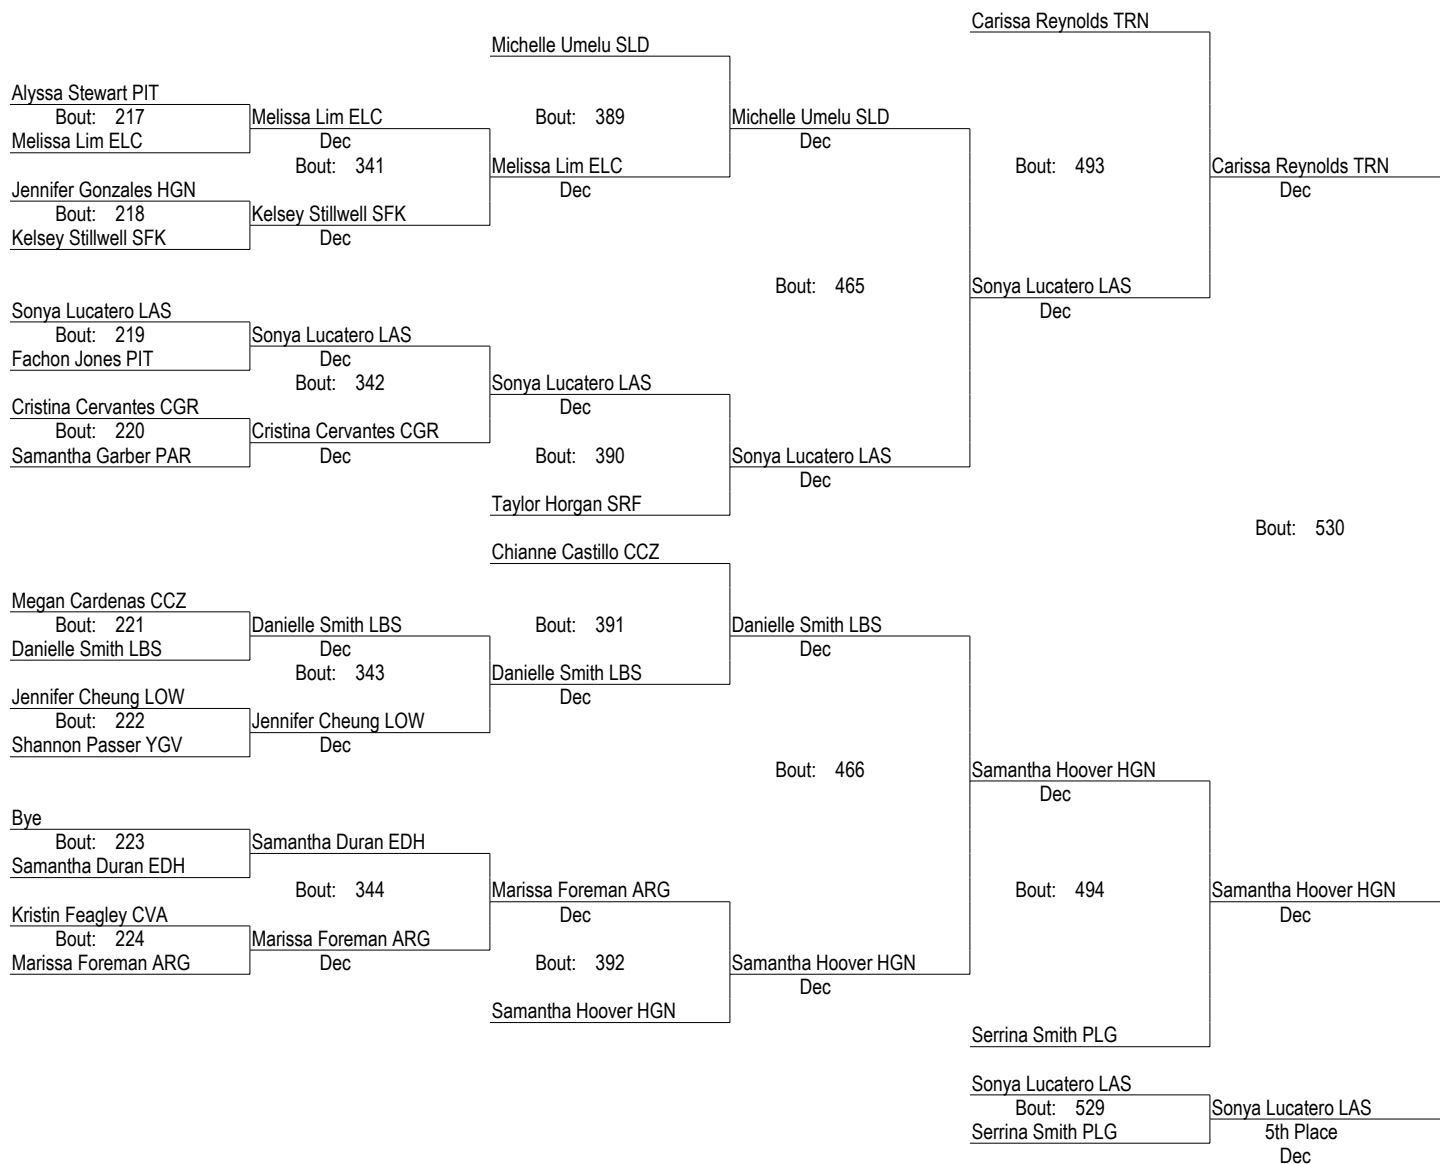 Carissa Reynolds TRN
Michelle Umelu SLD
Alyssa Stewart PIT
Bout: 217
Melissa Lim ELC
Melissa Lim ELC
Dec
Bout: 389
Michelle Umelu SLD
Dec
Bout: 341
Melissa Lim ELC
Dec
Bout: 493
Carissa Reynolds TRN
Dec
Jennifer Gonzales HGN
Bout: 218
Kelsey Stillwell SFK
Kelsey Stillwell SFK
Dec
Bout: 465
Sonya Lucatero LAS
Dec
Sonya Lucatero LAS
Bout: 219
Fachon Jones PIT
Sonya Lucatero LAS
Dec
Bout: 342
Sonya Lucatero LAS
Dec
Cristina Cervantes CGR
Bout: 220
Samantha Garber PAR
Cristina Cervantes CGR
Dec
Bout: 390
Sonya Lucatero LAS
Dec
Taylor Horgan SRF
Bout: 530
Chianne Castillo CCZ
Megan Cardenas CCZ
Bout: 221
Danielle Smith LBS
Danielle Smith LBS
Dec
Bout: 391
Danielle Smith LBS
Dec
Bout: 343
Danielle Smith LBS
Dec
Jennifer Cheung LOW
Bout: 222
Shannon Passer YGV
Jennifer Cheung LOW
Dec
Bout: 466
Samantha Hoover HGN
Dec
Bye
Bout: 223
Samantha Duran EDH
Samantha Duran EDH
Bout: 344
Marissa Foreman ARG
Dec
Bout: 494
Samantha Hoover HGN
Dec
Kristin Feagley CVA
Bout: 224
Marissa Foreman ARG
Marissa Foreman ARG
Dec
Bout: 392
Samantha Hoover HGN
Dec
Samantha Hoover HGN
Serrina Smith PLG
Sonya Lucatero LAS
Bout: 529
Serrina Smith PLG
Sonya Lucatero LAS
5th Place
Dec